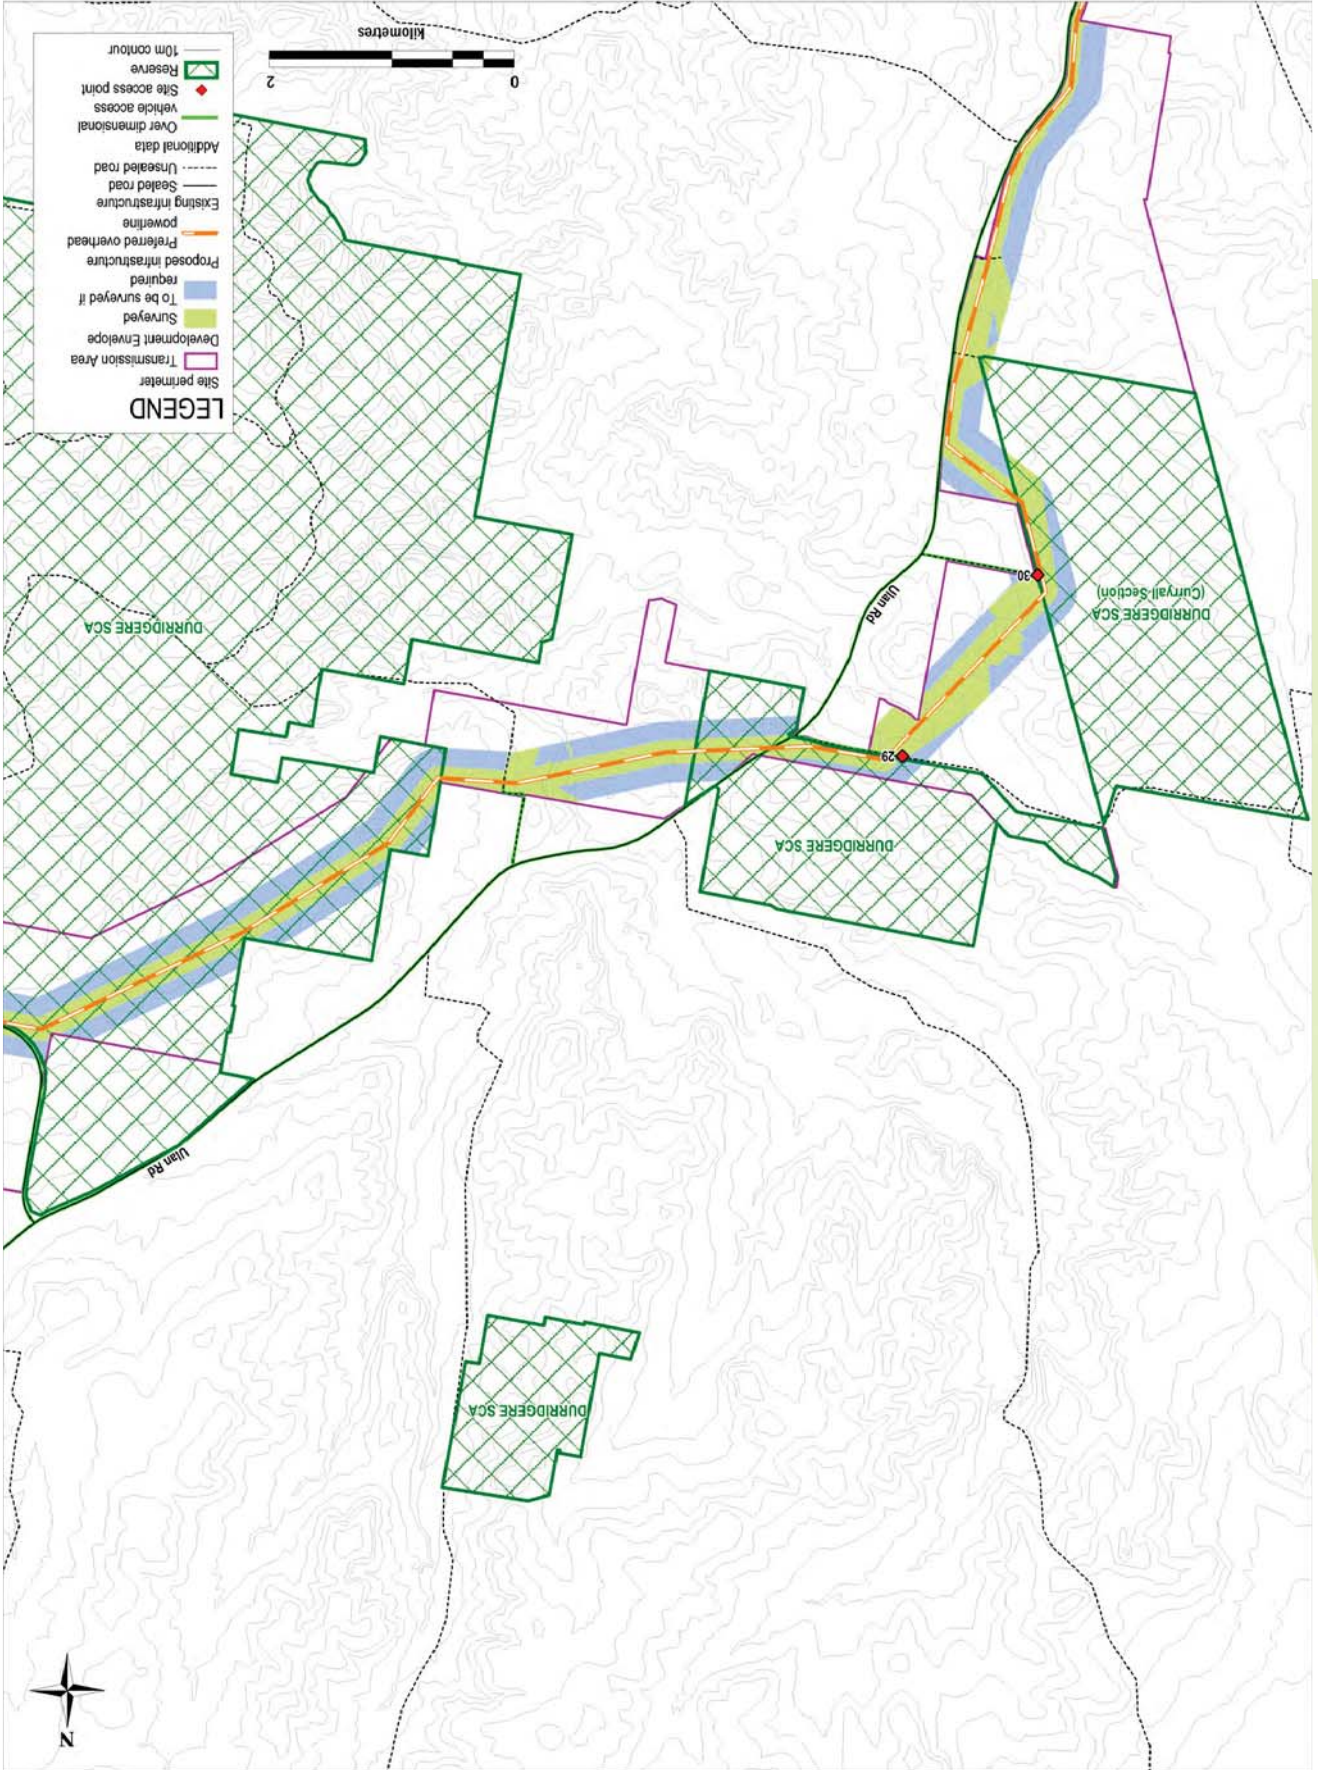 N
DURRIDGERE SCA
Ulan Rd
DURRIDGERE SCA
29
DURRIDGERE SCA
(Curryall Section)
30
Ulan Rd
DURRIDGERE SCA
LEGEND
Site perimeter
Transmission Area
Development Envelope
Surveyed
To be surveyed if
required
Proposed infrastructure
Preferred overhead
powerline
Existing infrastructure
Sealed road
Unsealed road
Additional data
Over dimensional
vehicle access
Site access point
Reserve
10m contour
0 2
kilometres